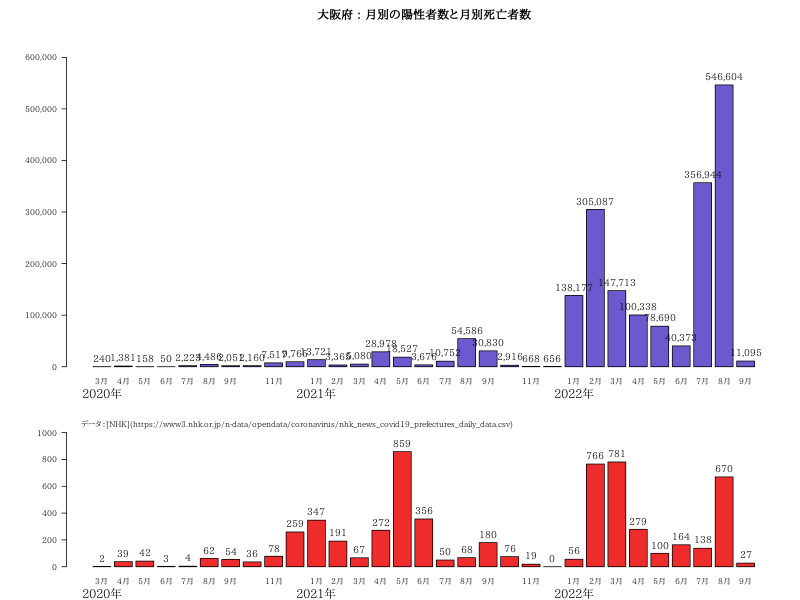 大阪府：月別の陽性者数と月別死亡者数
600,000
500,000
400,000
300,000
200,000
100,000
0
240 1,381 158 50 2,223 4,486 2,051 2,160 7,517 9,766 13,721 3,365 5,080 28,978 18,527 3,676 10,752 54,586 30,830 2,916 668 656 138,177 305,087 147,713 100,338 78,690 40,373 356,944 546,604 11,095
3月 4月 5月 6月 7月 8月 9月 11月 1月 2月 3月 4月 5月 6月 7月 8月 9月 11月 1月 2月 3月 4月 5月 6月 7月 8月 9月
2020年 2021年 2022年
データ：[NHK](https://www3.nhk.or.jp/n-data/opendata/coronavirus/nhk_news_covid19_prefectures_daily_data.csv)
1000
800
600
400
200
0
2 39 42 3 4 62 54 36 78 259 347 191 67 272 859 356 50 68 180 76 19 0 56 766 781 279 100 164 138 670 27
3月 4月 5月 6月 7月 8月 9月 11月 1月 2月 3月 4月 5月 6月 7月 8月 9月 11月 1月 2月 3月 4月 5月 6月 7月 8月 9月
2020年 2021年 2022年